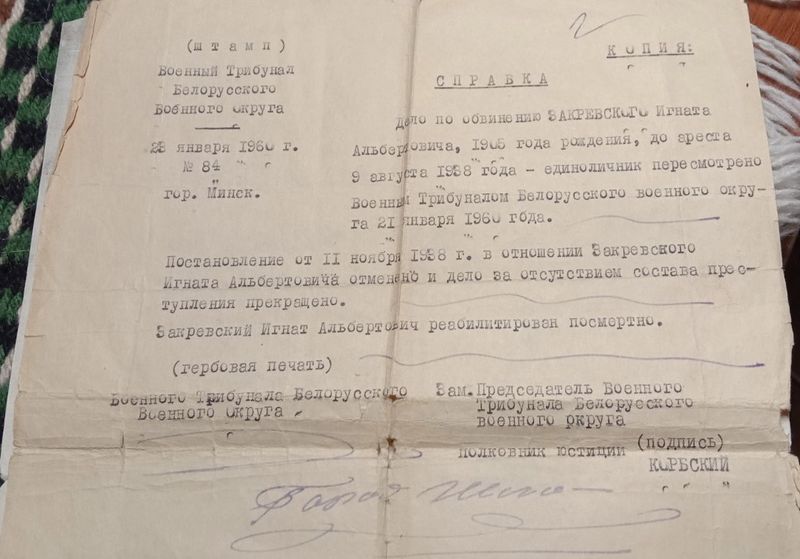 (ШТАМП)
Военный Трибунал
Белорусского
Военного округа
23 января 1960 г.
№ 84
гор. Минск.
КОПИЯ:
СПРАВКА
Дело по обвинению ЗАКРЕВСКОГО Игната
Альбертовича, 1905 года рождения, до ареста
9 августа 1938 года - единоличник пересмотрено
Военным Трибуналом Белорусского военного окру-
га 21 января 1960 года.
Постановление от 11 ноября 1938 г. в отношении Закревского
Игната Альбертовича отменено и дело за отсутствием состава прес-
тупления прекращено.
Закревский Игнат Альбертович реабилитирован посмертно.
(гербовая печать)
Военного Трибунала Белорусского
Военного округа
Зам. Председатель Военного
Трибунала Белорусского
военного округа
полковник юстиции (подпись)
КОРБСКИЙ